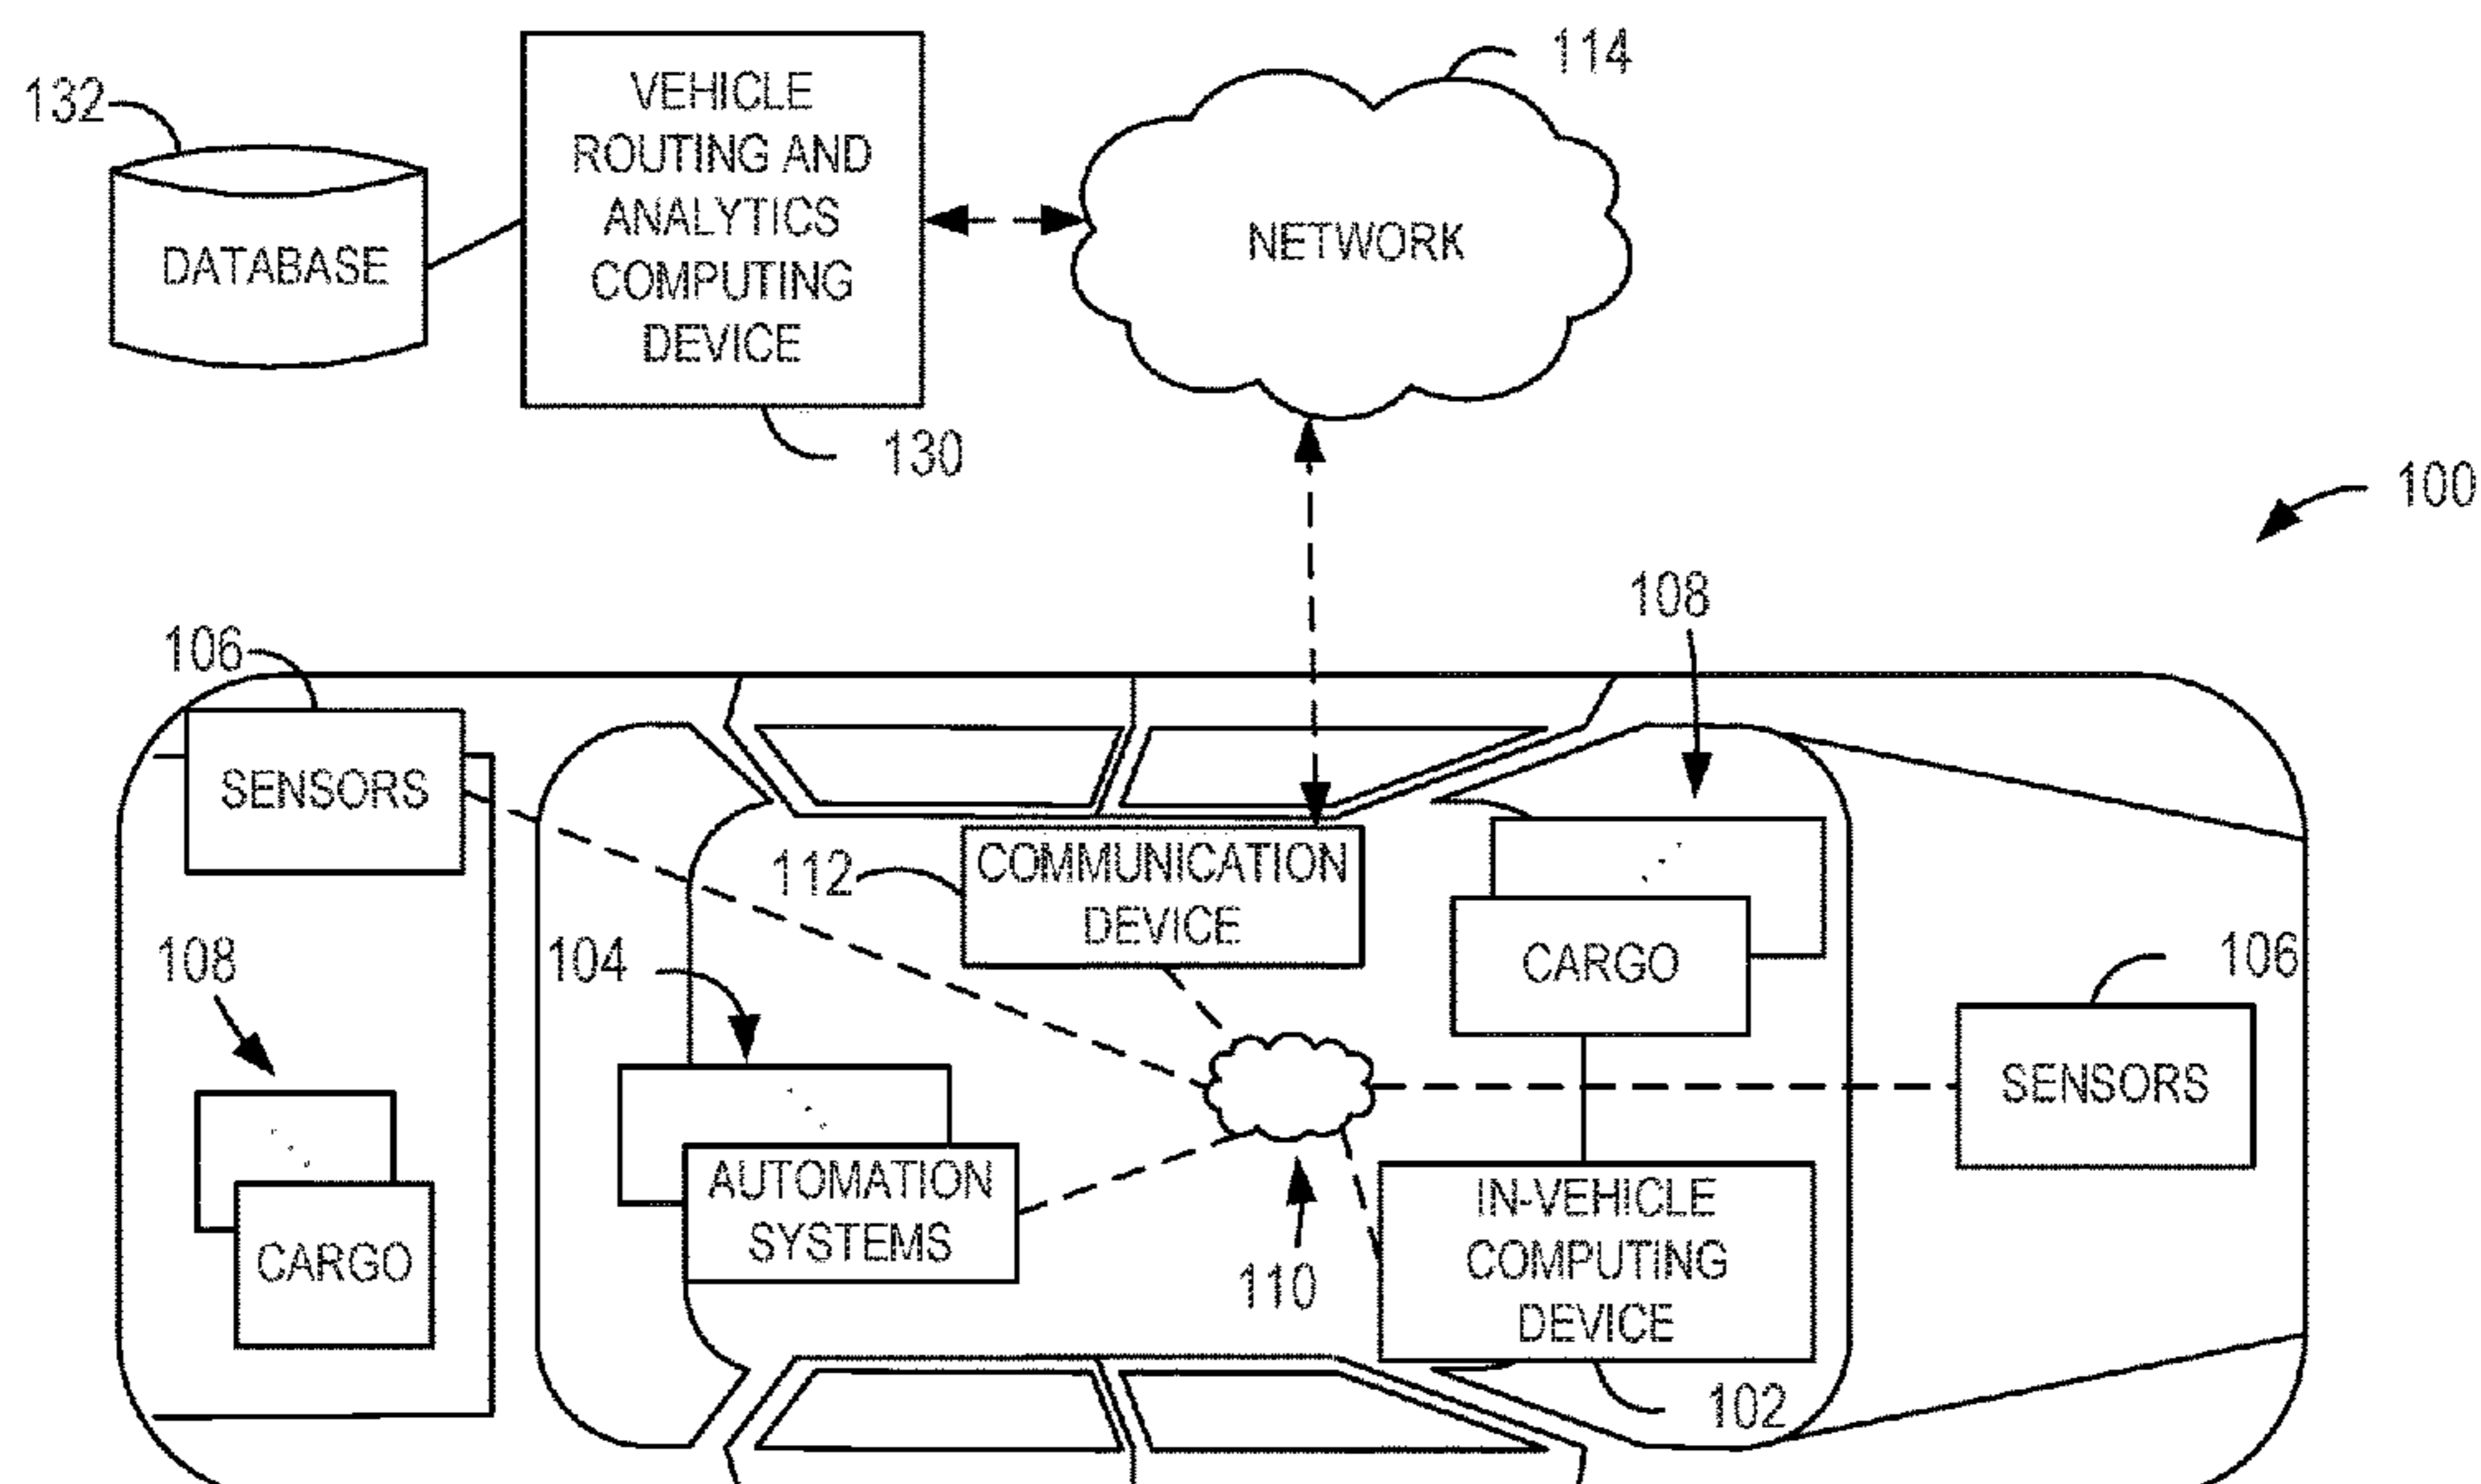 114
132
VEHICLE
ROUTING AND
ANALYTICS
COMPUTING
DEVICE
DATABASE
NETWORK
130
100
108
106
SENSORS
112
COMMUNICATION
DEVICE
108
104
CARGO
106
SENSORS
AUTOMATION
SYSTEMS
CARGO
110
IN-VEHICLE
COMPUTING
DEVICE
102